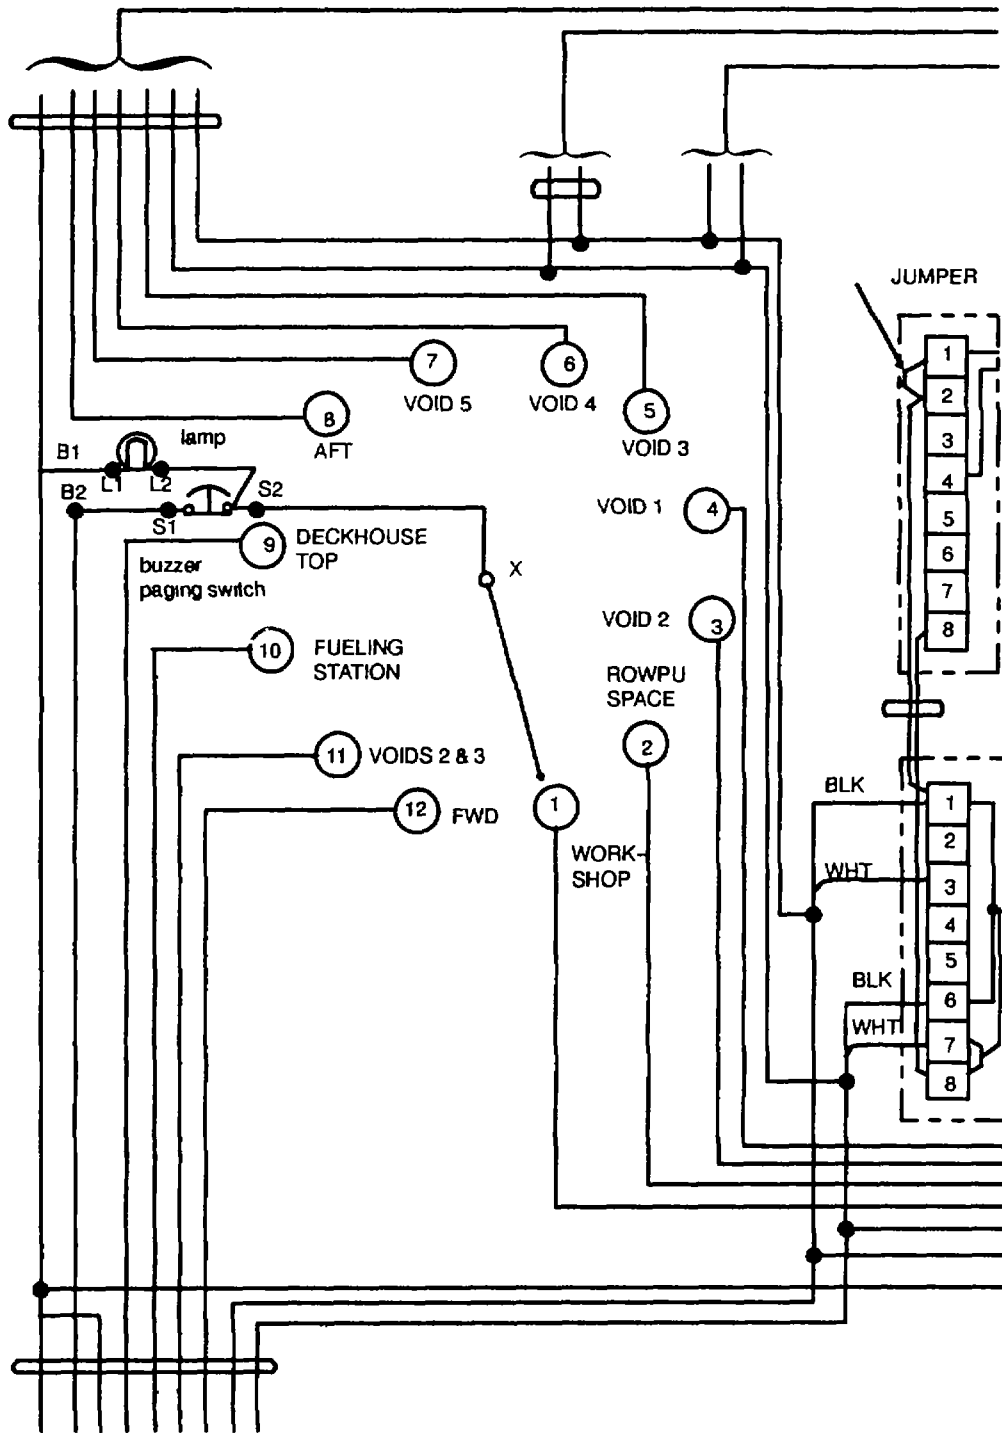 JUMPER
1
2
3
4
5
6
7
8
7
VOID 5
6
VOID 4
5
VOID 3
8
AFT
lamp
B1
L1
L2
B2
S1
S2
9
DECKHOUSE
TOP
buzzer
paging switch
X
VOID 1
4
VOID 2
3
10
FUELING
STATION
ROWPU
SPACE
2
11
VOIDS 2 & 3
12
FWD
1
WORK-
SHOP
BLK
WHT
BLK
WHT
1
2
3
4
5
6
7
8